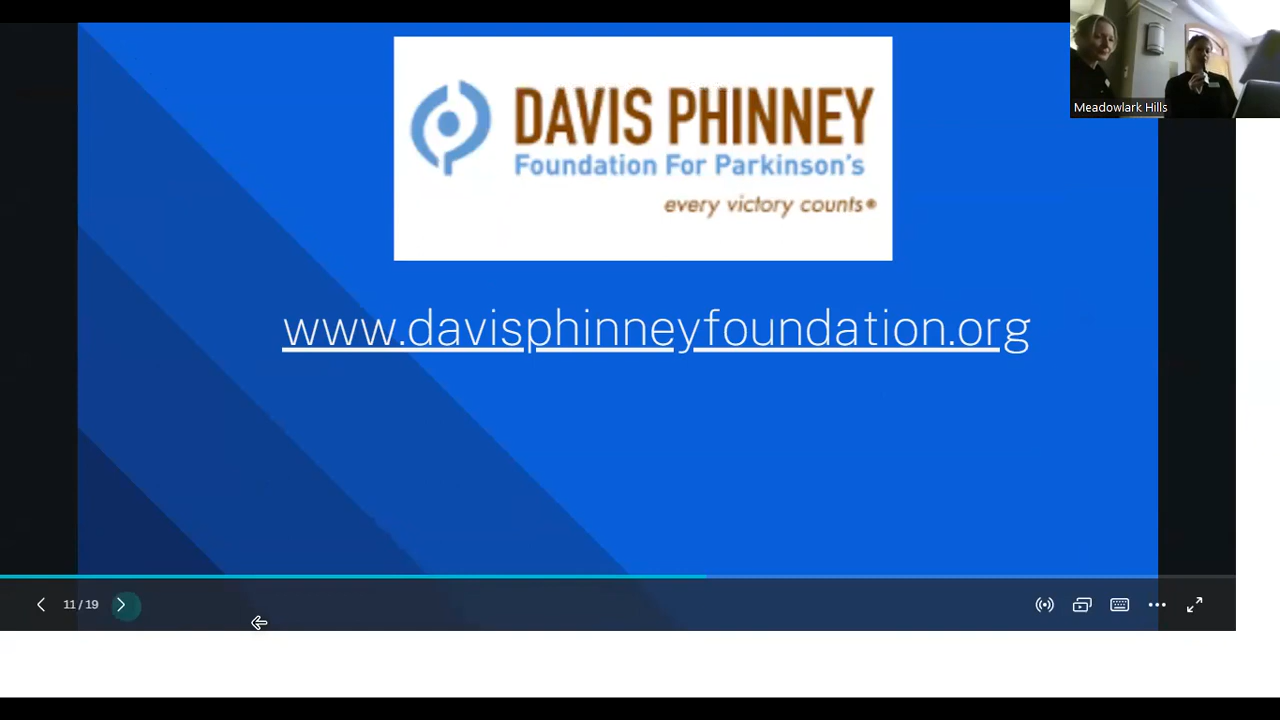 DAVIS PHINNEY
Foundation For Parkinson's
every victory counts®
Meadowlark Hills
www.davisphinneyfoundation.org
11 / 19